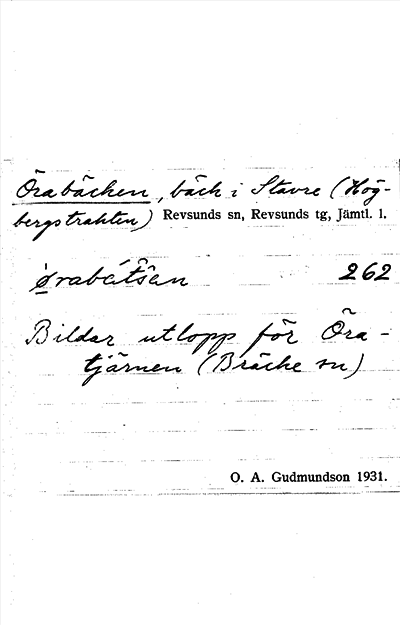 Örabäcken, bäck i Stavre (Hög-
bergstrakten) Revsunds sn, Revsunds tg, Jämtl. l.
262
Bildar utlopp för Öra-
tjärnen (Bräcke sn)
O. A. Gudmundson 1931.